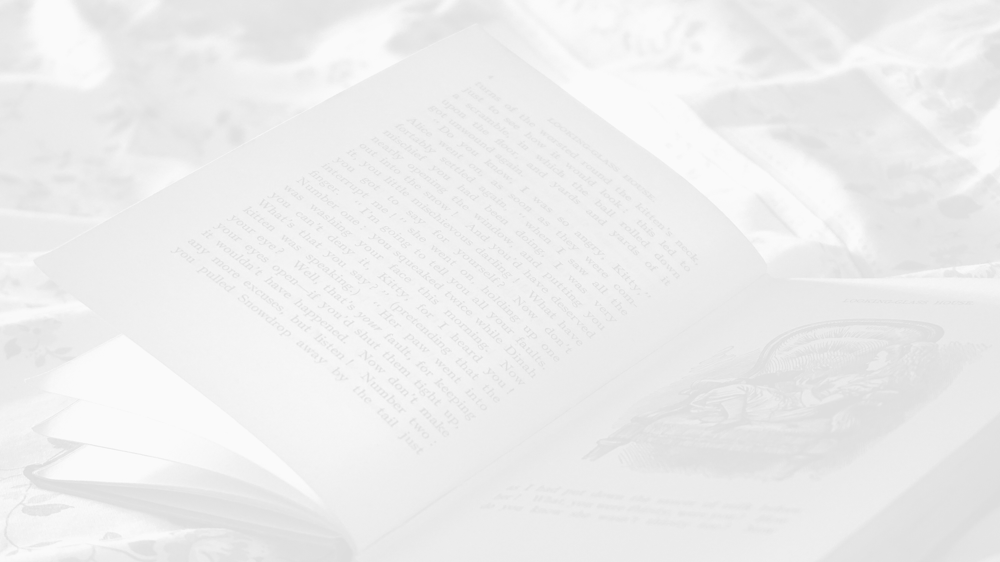 4
LOOKING-GLASS HOUSE.
turns of the worsted round the kitten's neck,
just to see how it would look: this led to
a scramble, in which the ball rolled down
upon the floor, and yards and yards of it
got unwound again.
“Do you know, I was so angry, Kitty,”
Alice went on, as soon as they were com-
fortably settled again, “when I saw all the
mischief you had been doing, I was very
nearly opening the window, and putting you
out into the snow! And you'd have deserved
it, you little mischievous darling! What have
you got to say for yourself? Now don't
interrupt me!” she went on, holding up one
finger. “I'm going to tell you all your faults.
Number one: you squeaked twice while Dinah
was washing your face this morning. Now
you can't deny it, Kitty, for I heard you!
What's that you say?” (pretending that the
kitten was speaking.) “Her paw went into
your eye? Well, that's your fault, for keeping
your eyes open—if you'd shut them tight up,
it wouldn't have happened. Now don't make
any more excuses, but listen! Number two:
you pulled Snowdrop away by the tail just
LOOKING-GLASS HOUSE.
as I had put down the saucer of milk before
her! What, you were thirsty, were you? How
do you know she wasn't thirsty too? Now